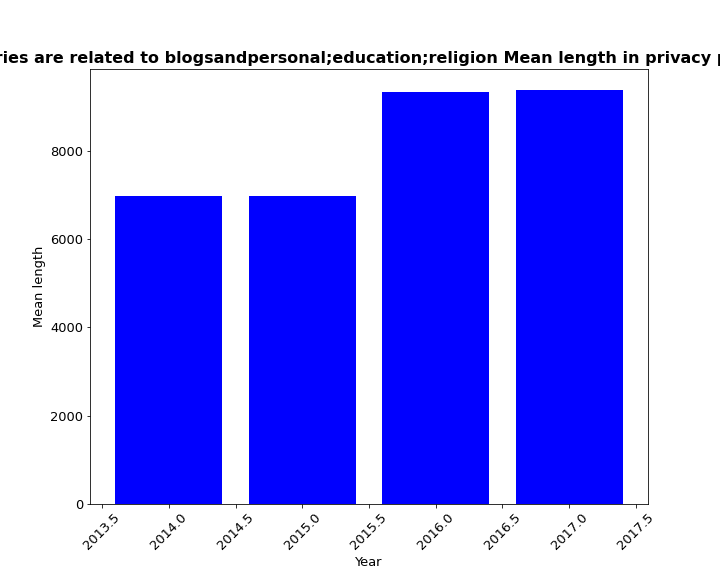 ries are related to blogsandpersonal;education;religion Mean length in privacy p
8000
6000
4000
2000
0
Mean length
2013.5 2014.0 2014.5 2015.0 2015.5 2016.0 2016.5 2017.0 2017.5
Year